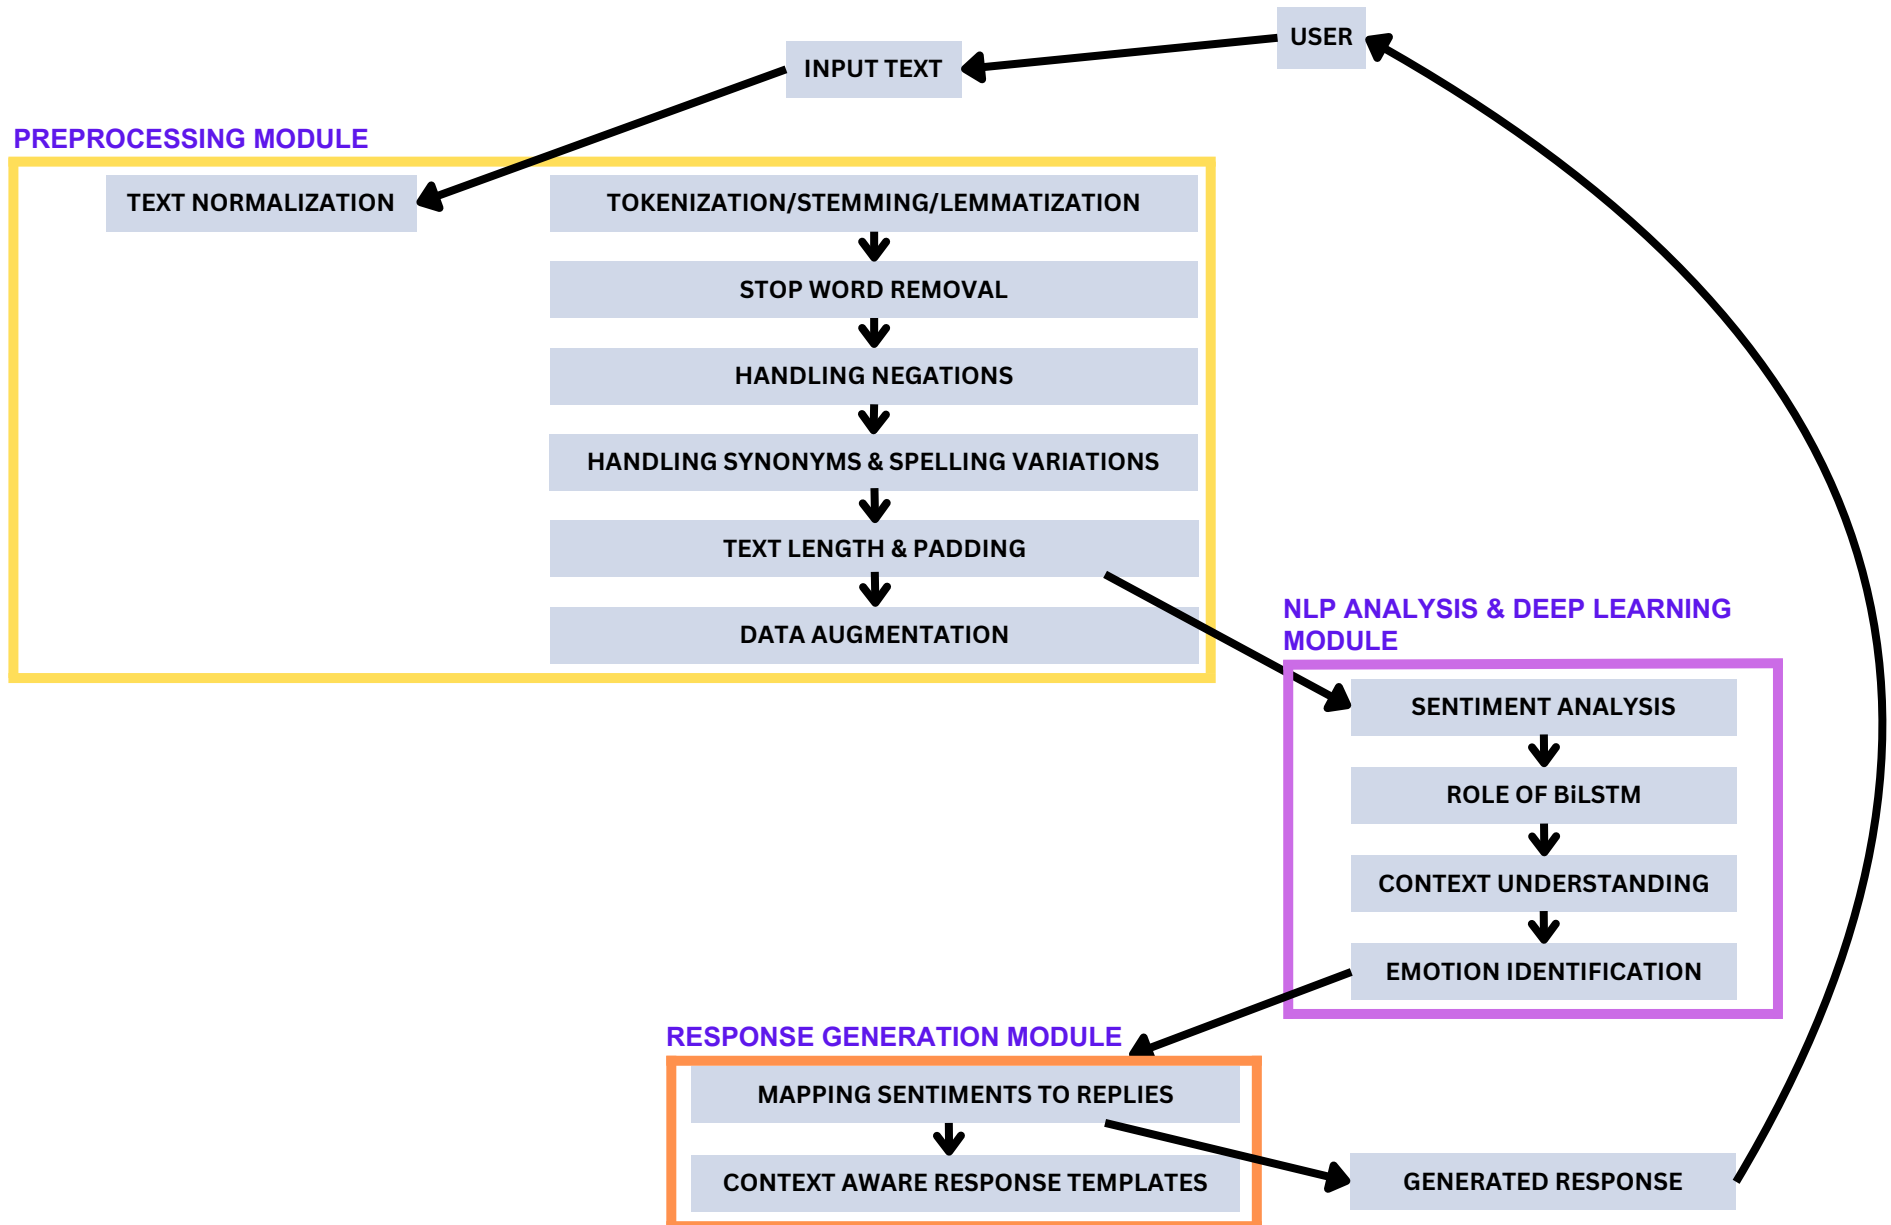 USER
INPUT TEXT
PREPROCESSING MODULE
TEXT NORMALIZATION
TOKENIZATION/STEMMING/LEMMATIZATION
STOP WORD REMOVAL
HANDLING NEGATIONS
HANDLING SYNONYMS & SPELLING VARIATIONS
TEXT LENGTH & PADDING
DATA AUGMENTATION
NLP ANALYSIS & DEEP LEARNING
MODULE
SENTIMENT ANALYSIS
ROLE OF BiLSTM
CONTEXT UNDERSTANDING
EMOTION IDENTIFICATION
RESPONSE GENERATION MODULE
MAPPING SENTIMENTS TO REPLIES
CONTEXT AWARE RESPONSE TEMPLATES
GENERATED RESPONSE